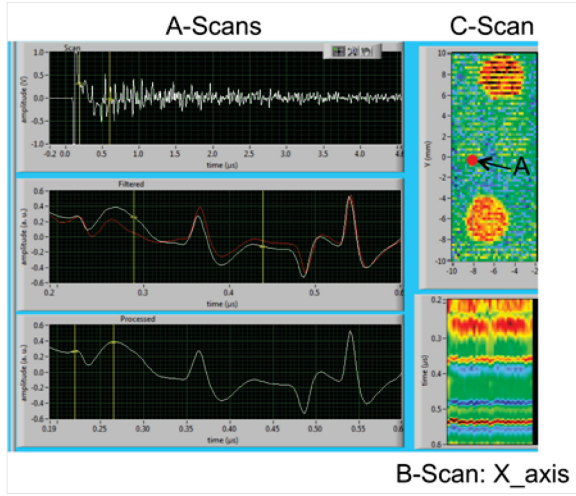 A-Scans
C-Scan
Scan
amplitude (V)
1.0
0.5
0.0
-0.5
-1.0
-0.2 0.0 0.5 1.0 1.5 2.0 2.5 3.0 3.5 4.0 4.6
time (µs)
Filtered
amplitude (a. u.)
0.6
0.4
0.2
0.0
-0.2
-0.4
-0.6
0.2 0.3 0.4 0.5 0.6
time (µs)
Processed
amplitude (a. u.)
0.6
0.4
0.2
0.0
-0.2
-0.4
-0.6
0.19 0.25 0.30 0.35 0.40 0.45 0.50 0.55 0.60
time (µs)
Y (mm)
10
8
6
4
2
0
-2
-4
-6
-8
-10
-10 -8 -6 -4 -2
A
time (µs)
0.2
0.3
0.4
0.5
0.6
B-Scan: X_axis